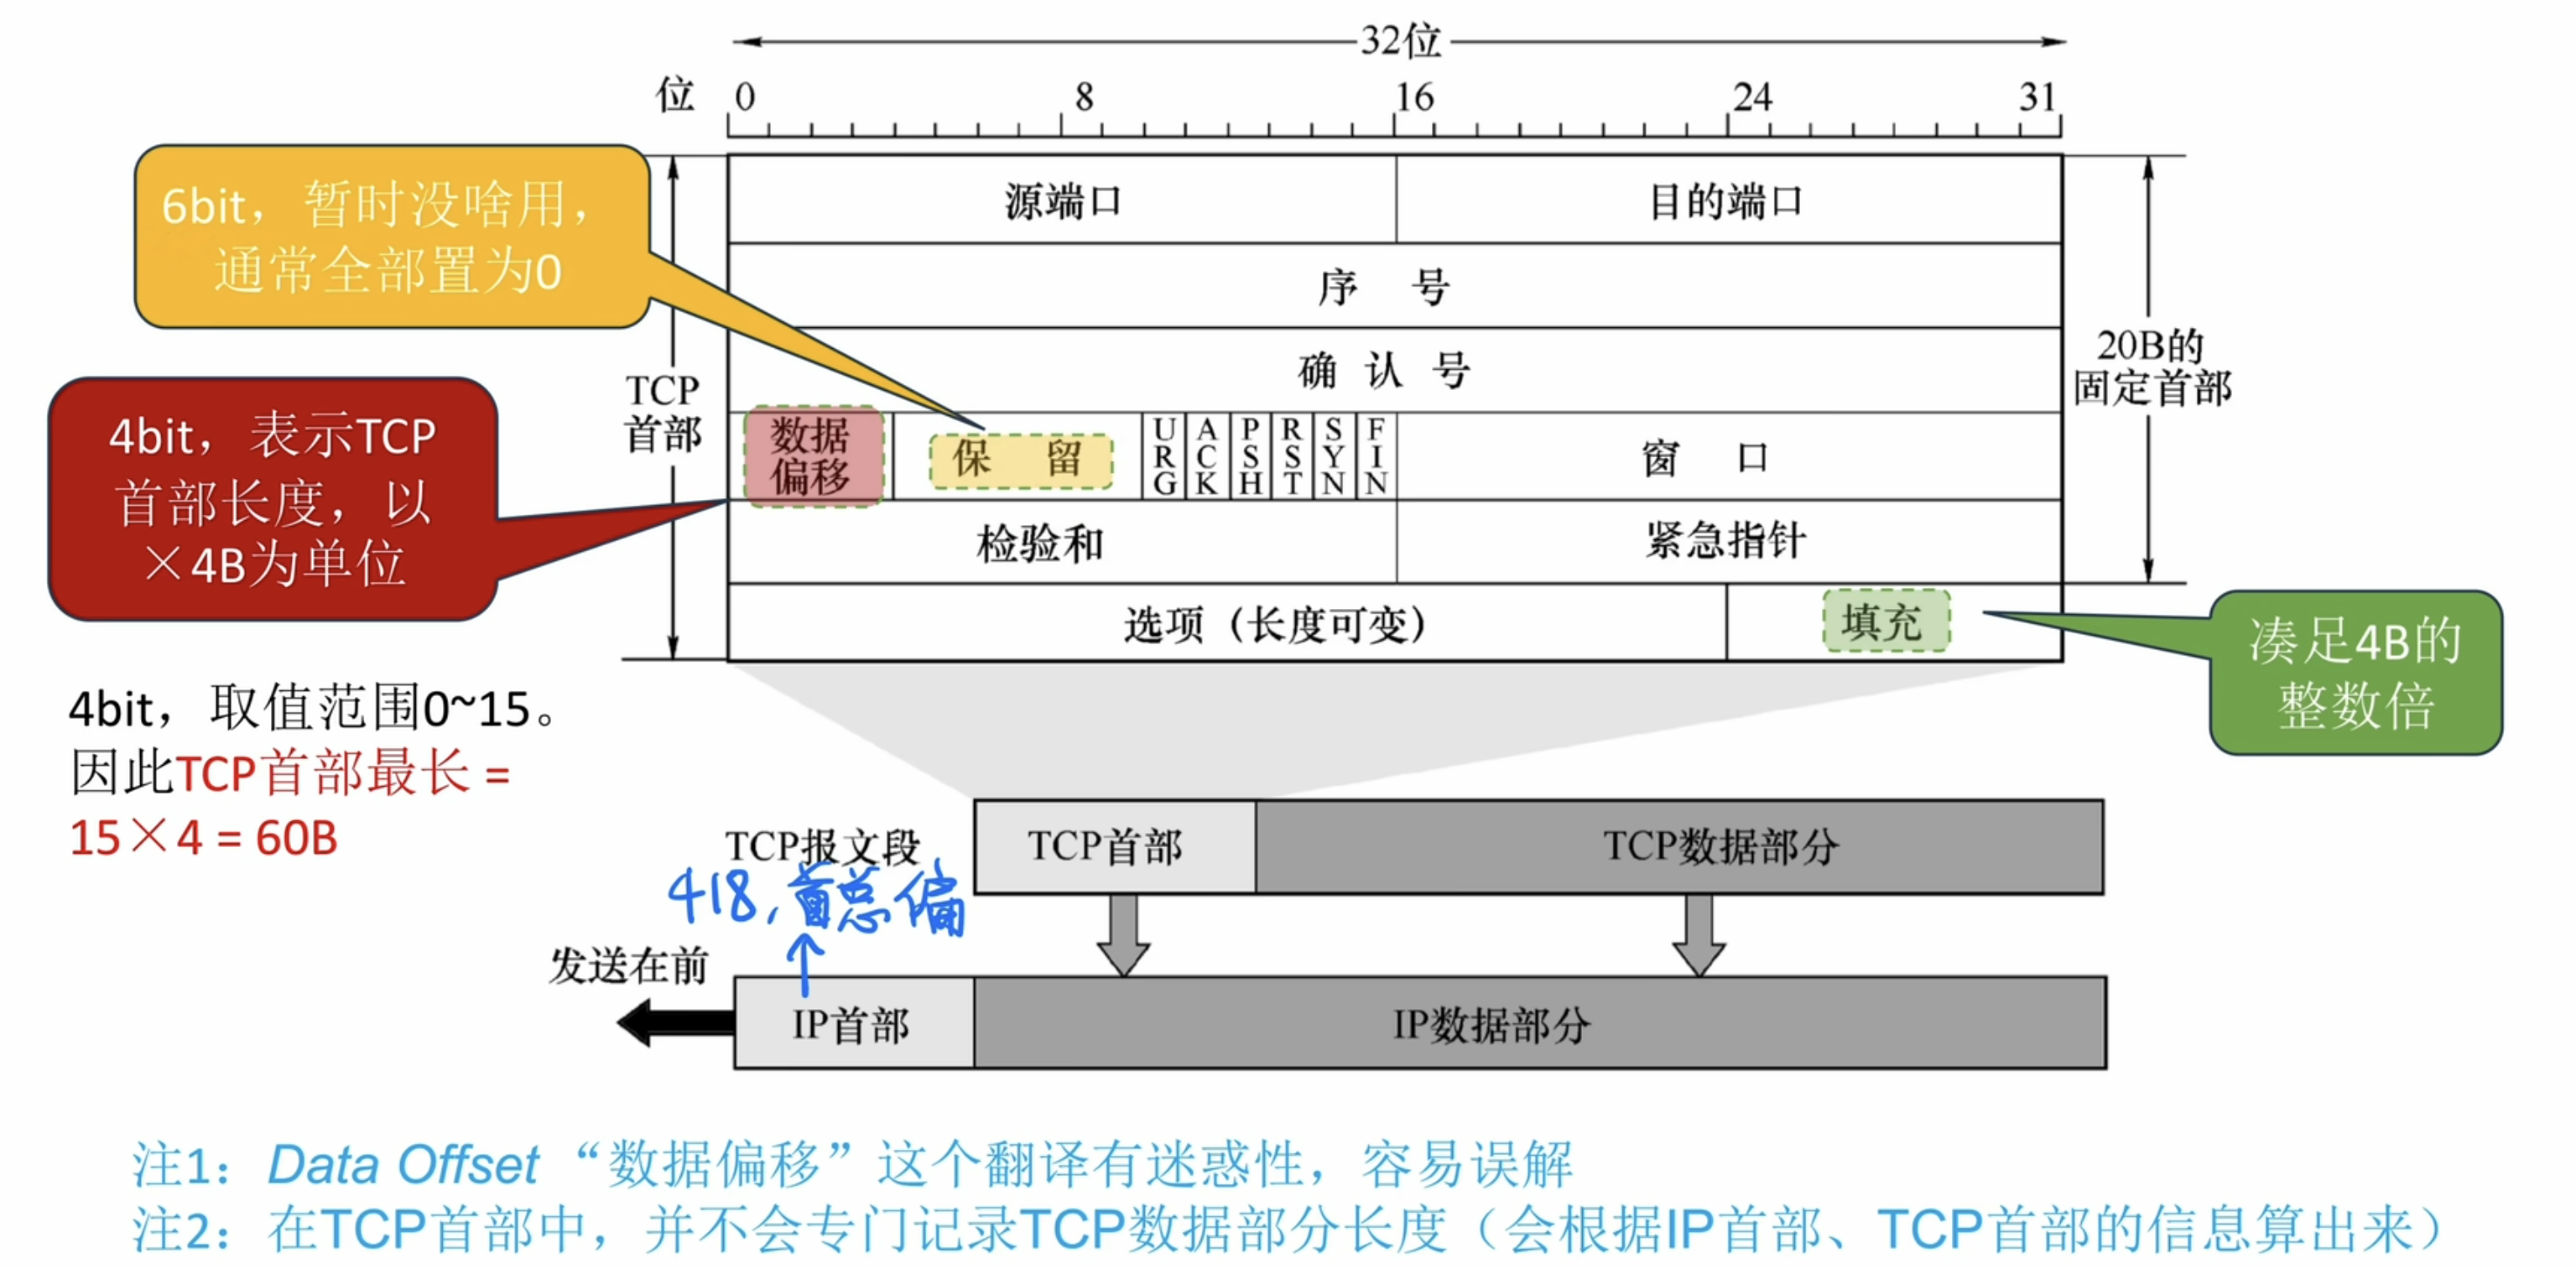 32位
位 0 8 16 24 31
6bit，暂时没啥用，
通常全部置为0
源端口 目的端口
序 号
确 认 号
20B的
固定首部
TCP
首部
4bit，表示TCP
首部长度，以
×4B为单位
数据
偏移
保 留
URG ACK PSH RST SYN FIN
窗 口
检验和 紧急指针
选项（长度可变） 填充
凑足4B的
整数倍
4bit，取值范围0~15。
因此TCP首部最长 =
15×4 = 60B
TCP报文段 TCP首部 TCP数据部分
418，首总偏
发送在前
IP首部 IP数据部分
注1：Data Offset “数据偏移”这个翻译有迷惑性，容易误解
注2：在TCP首部中，并不会专门记录TCP数据部分长度（会根据IP首部、TCP首部的信息算出来）